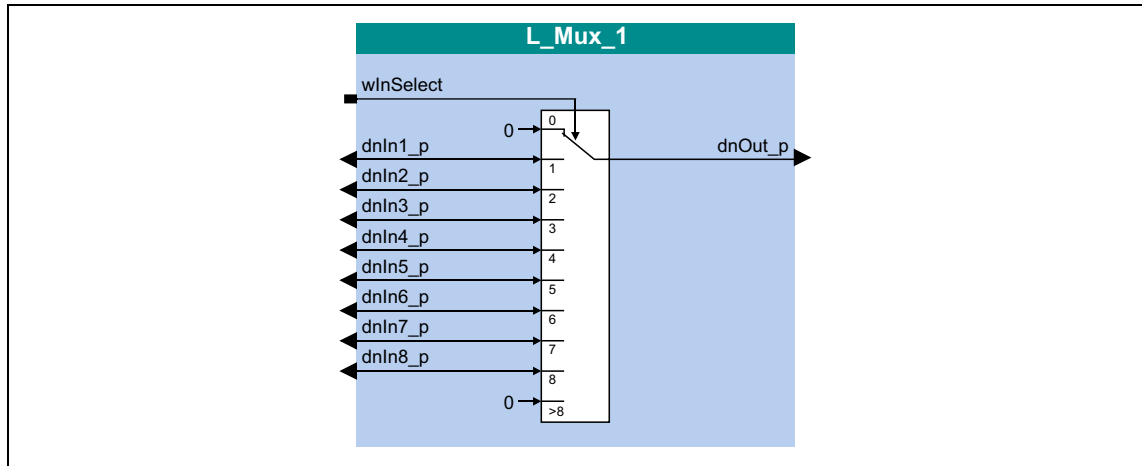 L_Mux_1
wInSelect
0
0
dnIn1_p
dnOut_p
1
dnIn2_p
2
dnIn3_p
3
dnIn4_p
4
dnIn5_p
5
dnIn6_p
6
dnIn7_p
7
dnIn8_p
8
0
>8